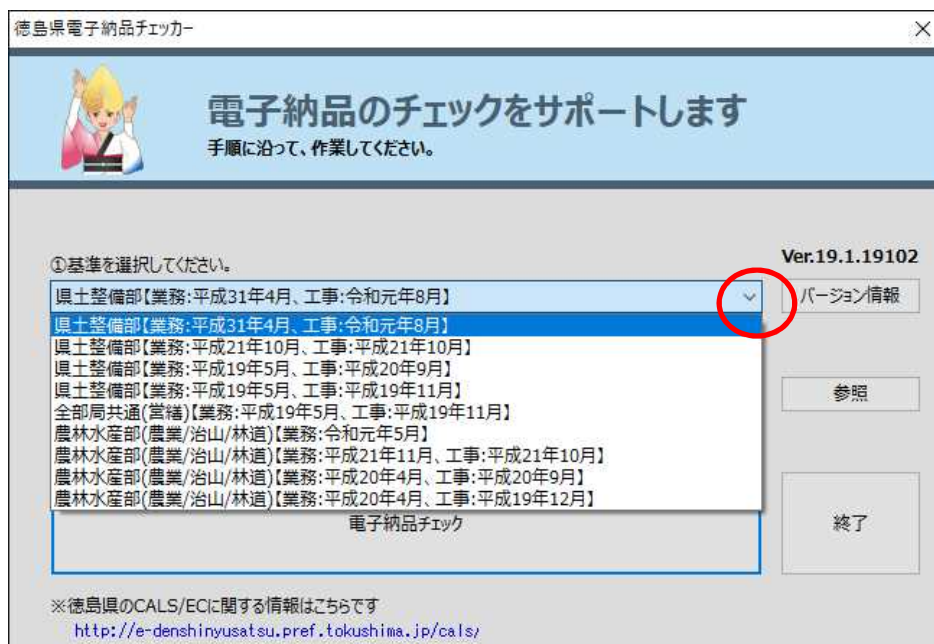 徳島県電子納品チェッカー
電子納品のチェックをサポートします
手順に沿って、作業してください。
①基準を選択してください。
Ver.19.1.19102
県土整備部【業務:平成31年4月、工事:令和元年8月】
バージョン情報
県土整備部【業務:平成31年4月、工事:令和元年8月】
県土整備部【業務:平成21年10月、工事:平成21年10月】
県土整備部【業務:平成19年5月、工事:平成20年9月】
県土整備部【業務:平成19年5月、工事:平成19年11月】
全部局共通(営繕)【業務:平成19年5月、工事:平成19年11月】
農林水産部(農業/治山/林道)【業務:令和元年5月】
農林水産部(農業/治山/林道)【業務:平成21年11月、工事:平成21年10月】
農林水産部(農業/治山/林道)【業務:平成20年4月、工事:平成20年9月】
農林水産部(農業/治山/林道)【業務:平成20年4月、工事:平成19年12月】
参照
電子納品チェック
終了
※徳島県のCALS/ECに関する情報はこちらです
http://e-denshinyusatsu.pref.tokushima.jp/cals/